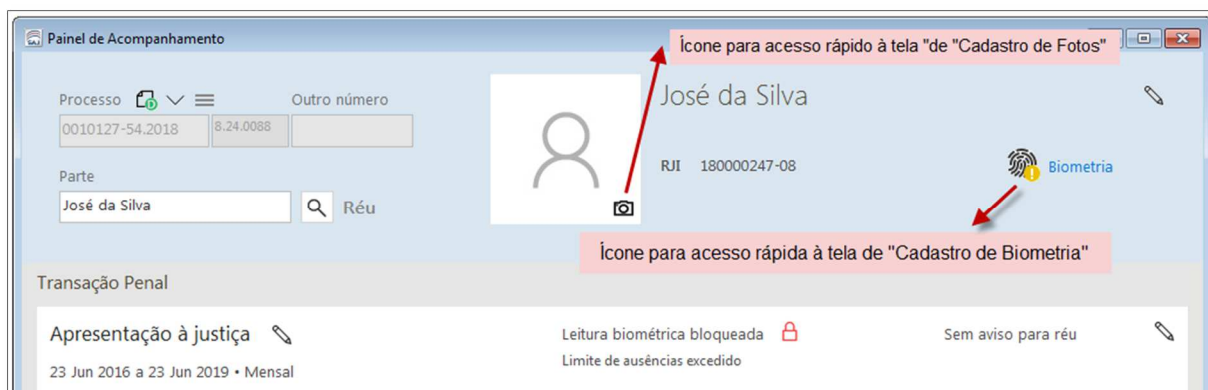 Painel de Acompanhamento
Ícone para acesso rápido à tela "de "Cadastro de Fotos"
Processo
Outro número
0010127-54.2018
8.24.0088
José da Silva
RJI 180000247-08
Biometria
Parte
José da Silva
Réu
Ícone para acesso rápida à tela de "Cadastro de Biometria"
Transação Penal
Apresentação à justiça
Leitura biométrica bloqueada
Sem aviso para réu
Limite de ausências excedido
23 Jun 2016 a 23 Jun 2019 • Mensal